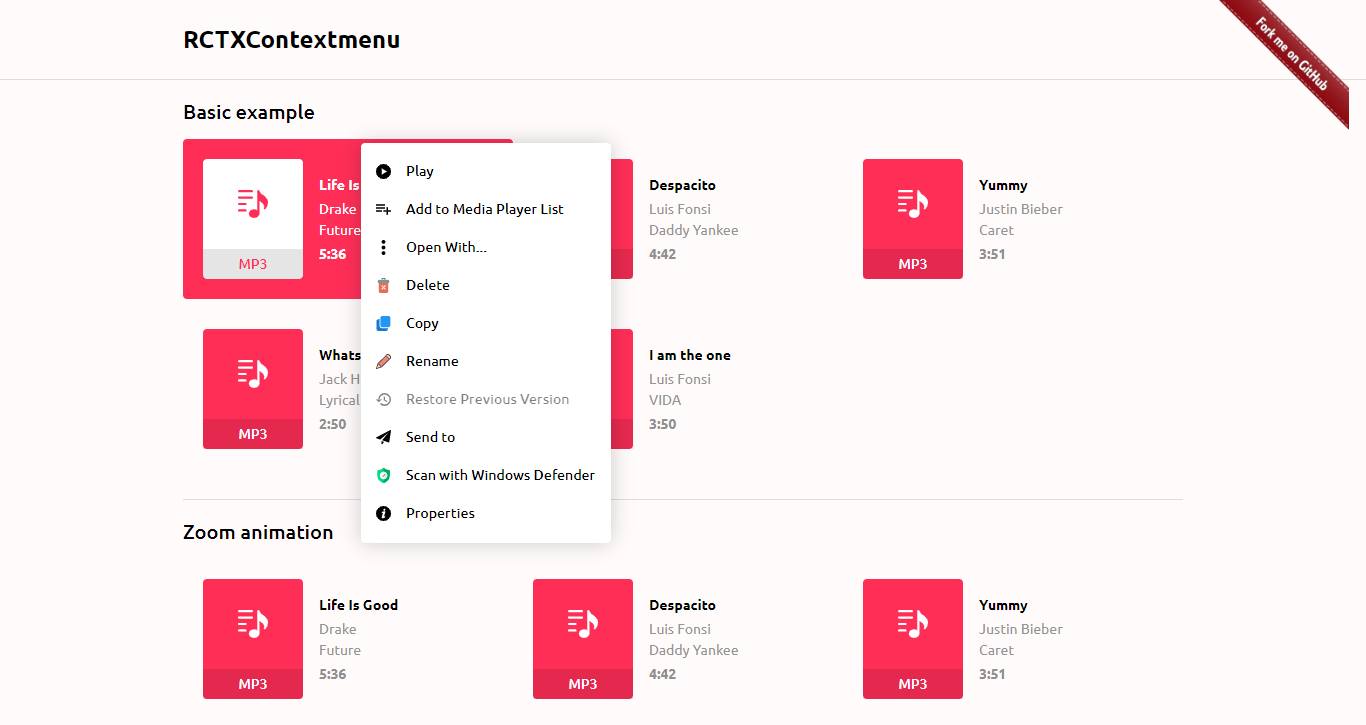 RCTXContextmenu
Fork me on GitHub
Basic example
Life Is
Drake
Future
5:36
MP3
Play
Add to Media Player List
Open With...
Delete
Copy
Rename
Restore Previous Version
Send to
Scan with Windows Defender
Properties
Despacito
Luis Fonsi
Daddy Yankee
4:42
Yummy
Justin Bieber
Caret
3:51
MP3
Whats
Jack H
Lyrical
2:50
MP3
I am the one
Luis Fonsi
VIDA
3:50
Zoom animation
Life Is Good
Drake
Future
5:36
MP3
Despacito
Luis Fonsi
Daddy Yankee
4:42
MP3
Yummy
Justin Bieber
Caret
3:51
MP3